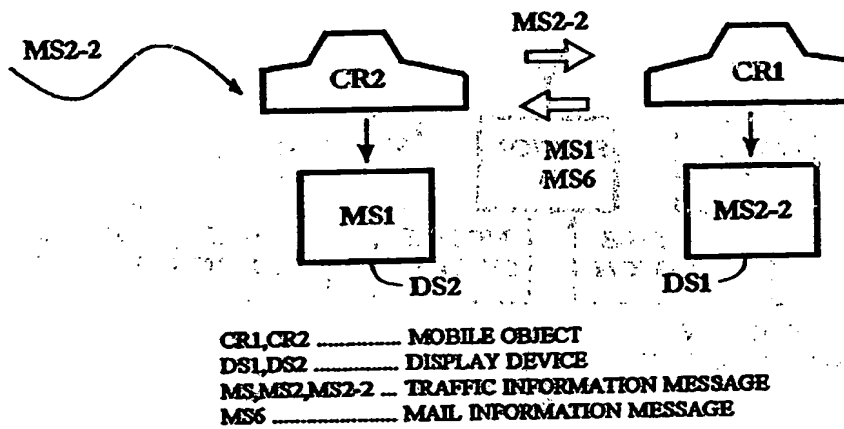 MS2-2
MS2-2
CR2
CR1
MS1
MS6
MS1
MS2-2
DS2
DS1
CR1,CR2 .............. MOBILE OBJECT
DS1,DS2 .............. DISPLAY DEVICE
MS,MS2,MS2-2 ... TRAFFIC INFORMATION MESSAGE
MS6 ...................... MAIL INFORMATION MESSAGE